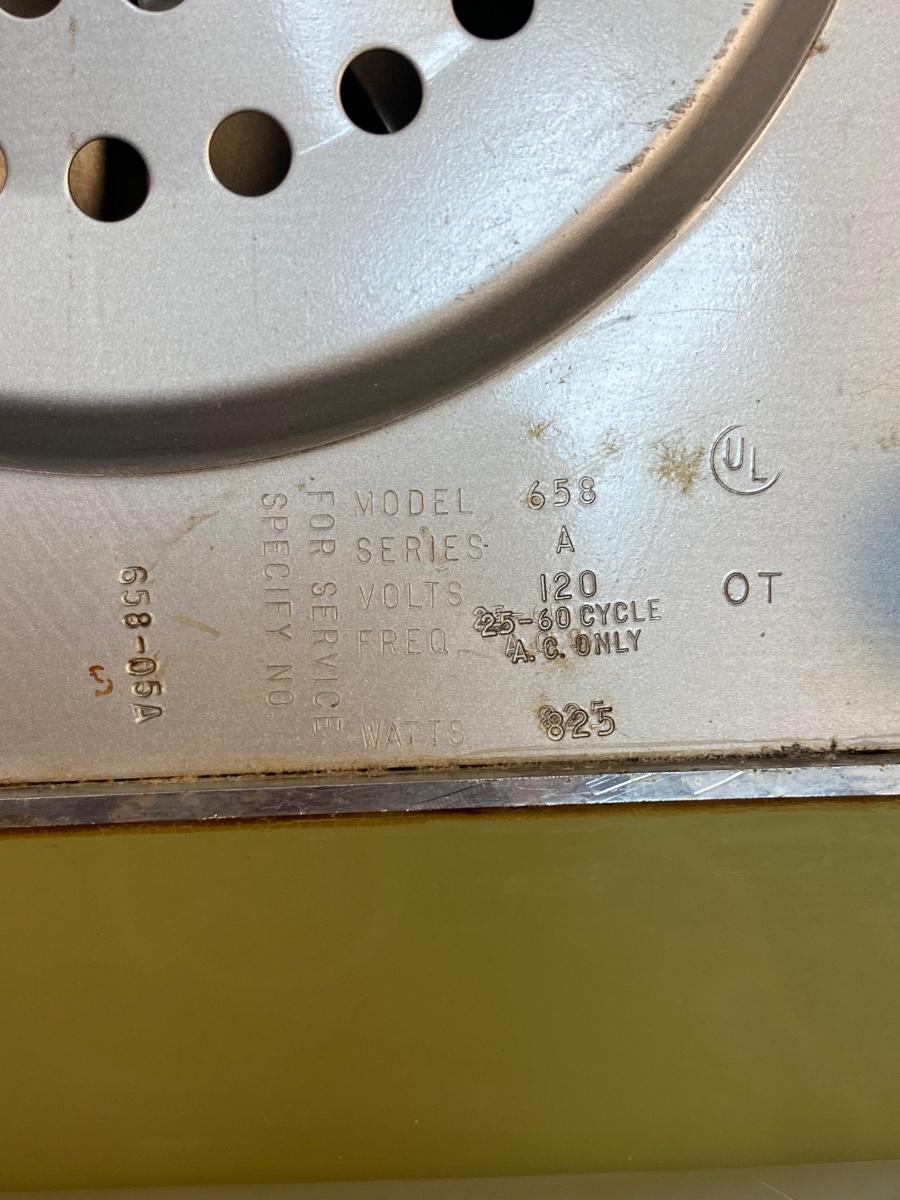 UL
MODEL 658
SERIES A
VOLTS 120
OT
FREQ. 25-60 CYCLE
A.C. ONLY
WATTS 825
FOR SERVICE
SPECIFY NO.
658-05A
5